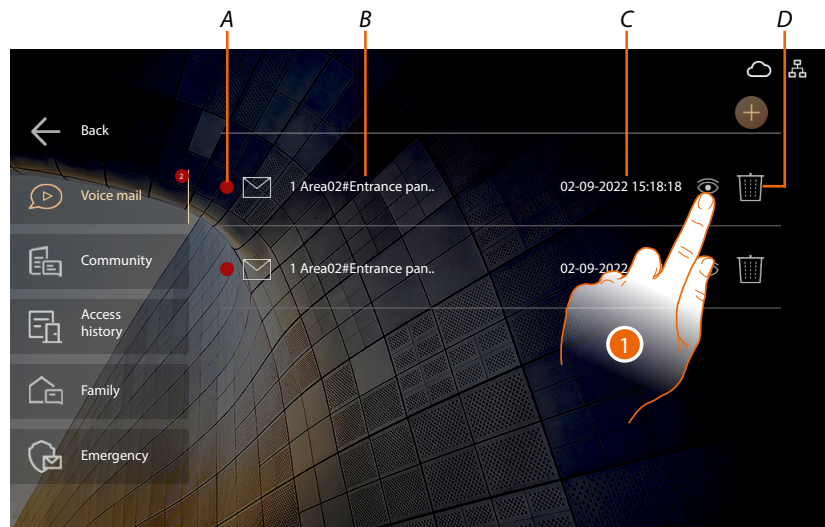 A B C D
Back
2
Voice mail
1 Area02#Entrance pan..
02-09-2022 15:18:18
Community
1 Area02#Entrance pan..
02-09-2022
Access
history
1
Family
Emergency